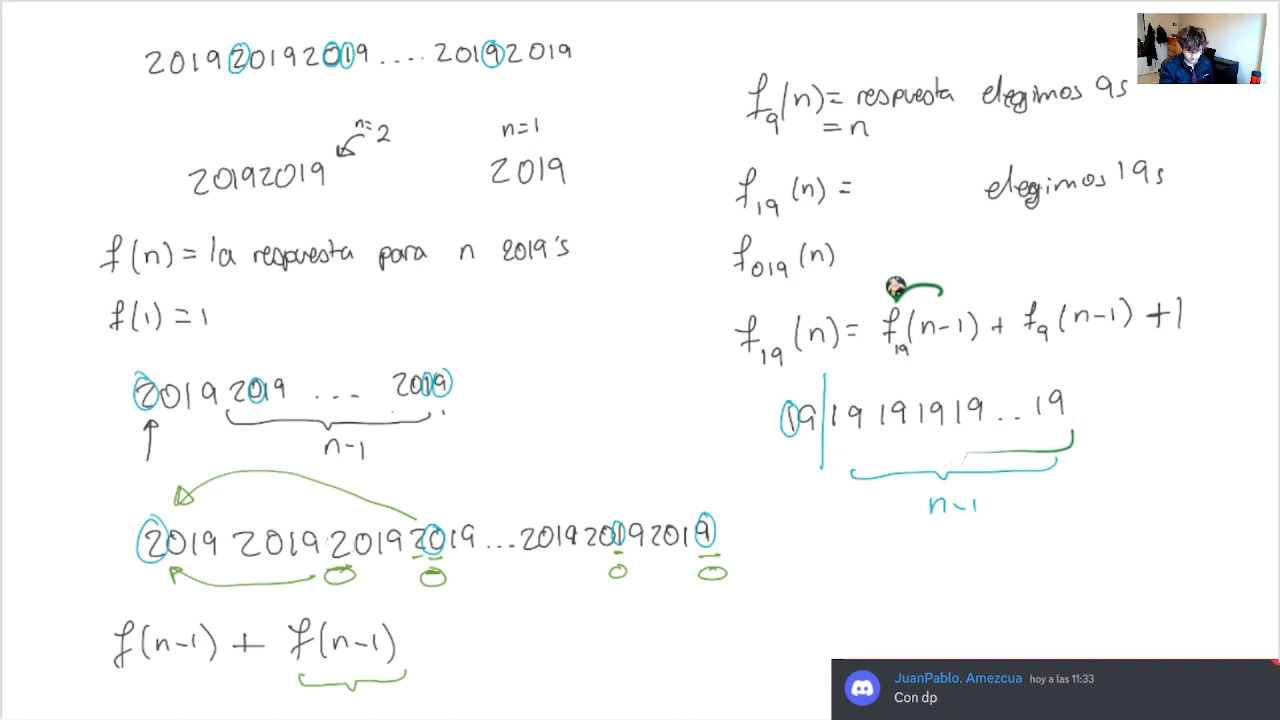 201920192019....20192019
n=2
n=1
20192019
2019
f(n)= la respuesta para n 2019's
f(1)=1
2019 2019 ... 2019
n-1
2019 2019 2019 2019 ... 2019 2019 2019
f(n-1) + f(n-1)
f9(n)= respuesta elegimos 9s
= n
f19(n)= elegimos 19s
f019(n)
f19(n)= f19(n-1) + f9(n-1) +1
19 19 19 19 19 .. 19
n-1
JuanPablo. Amezcua hoy a las 11:33
Con dp